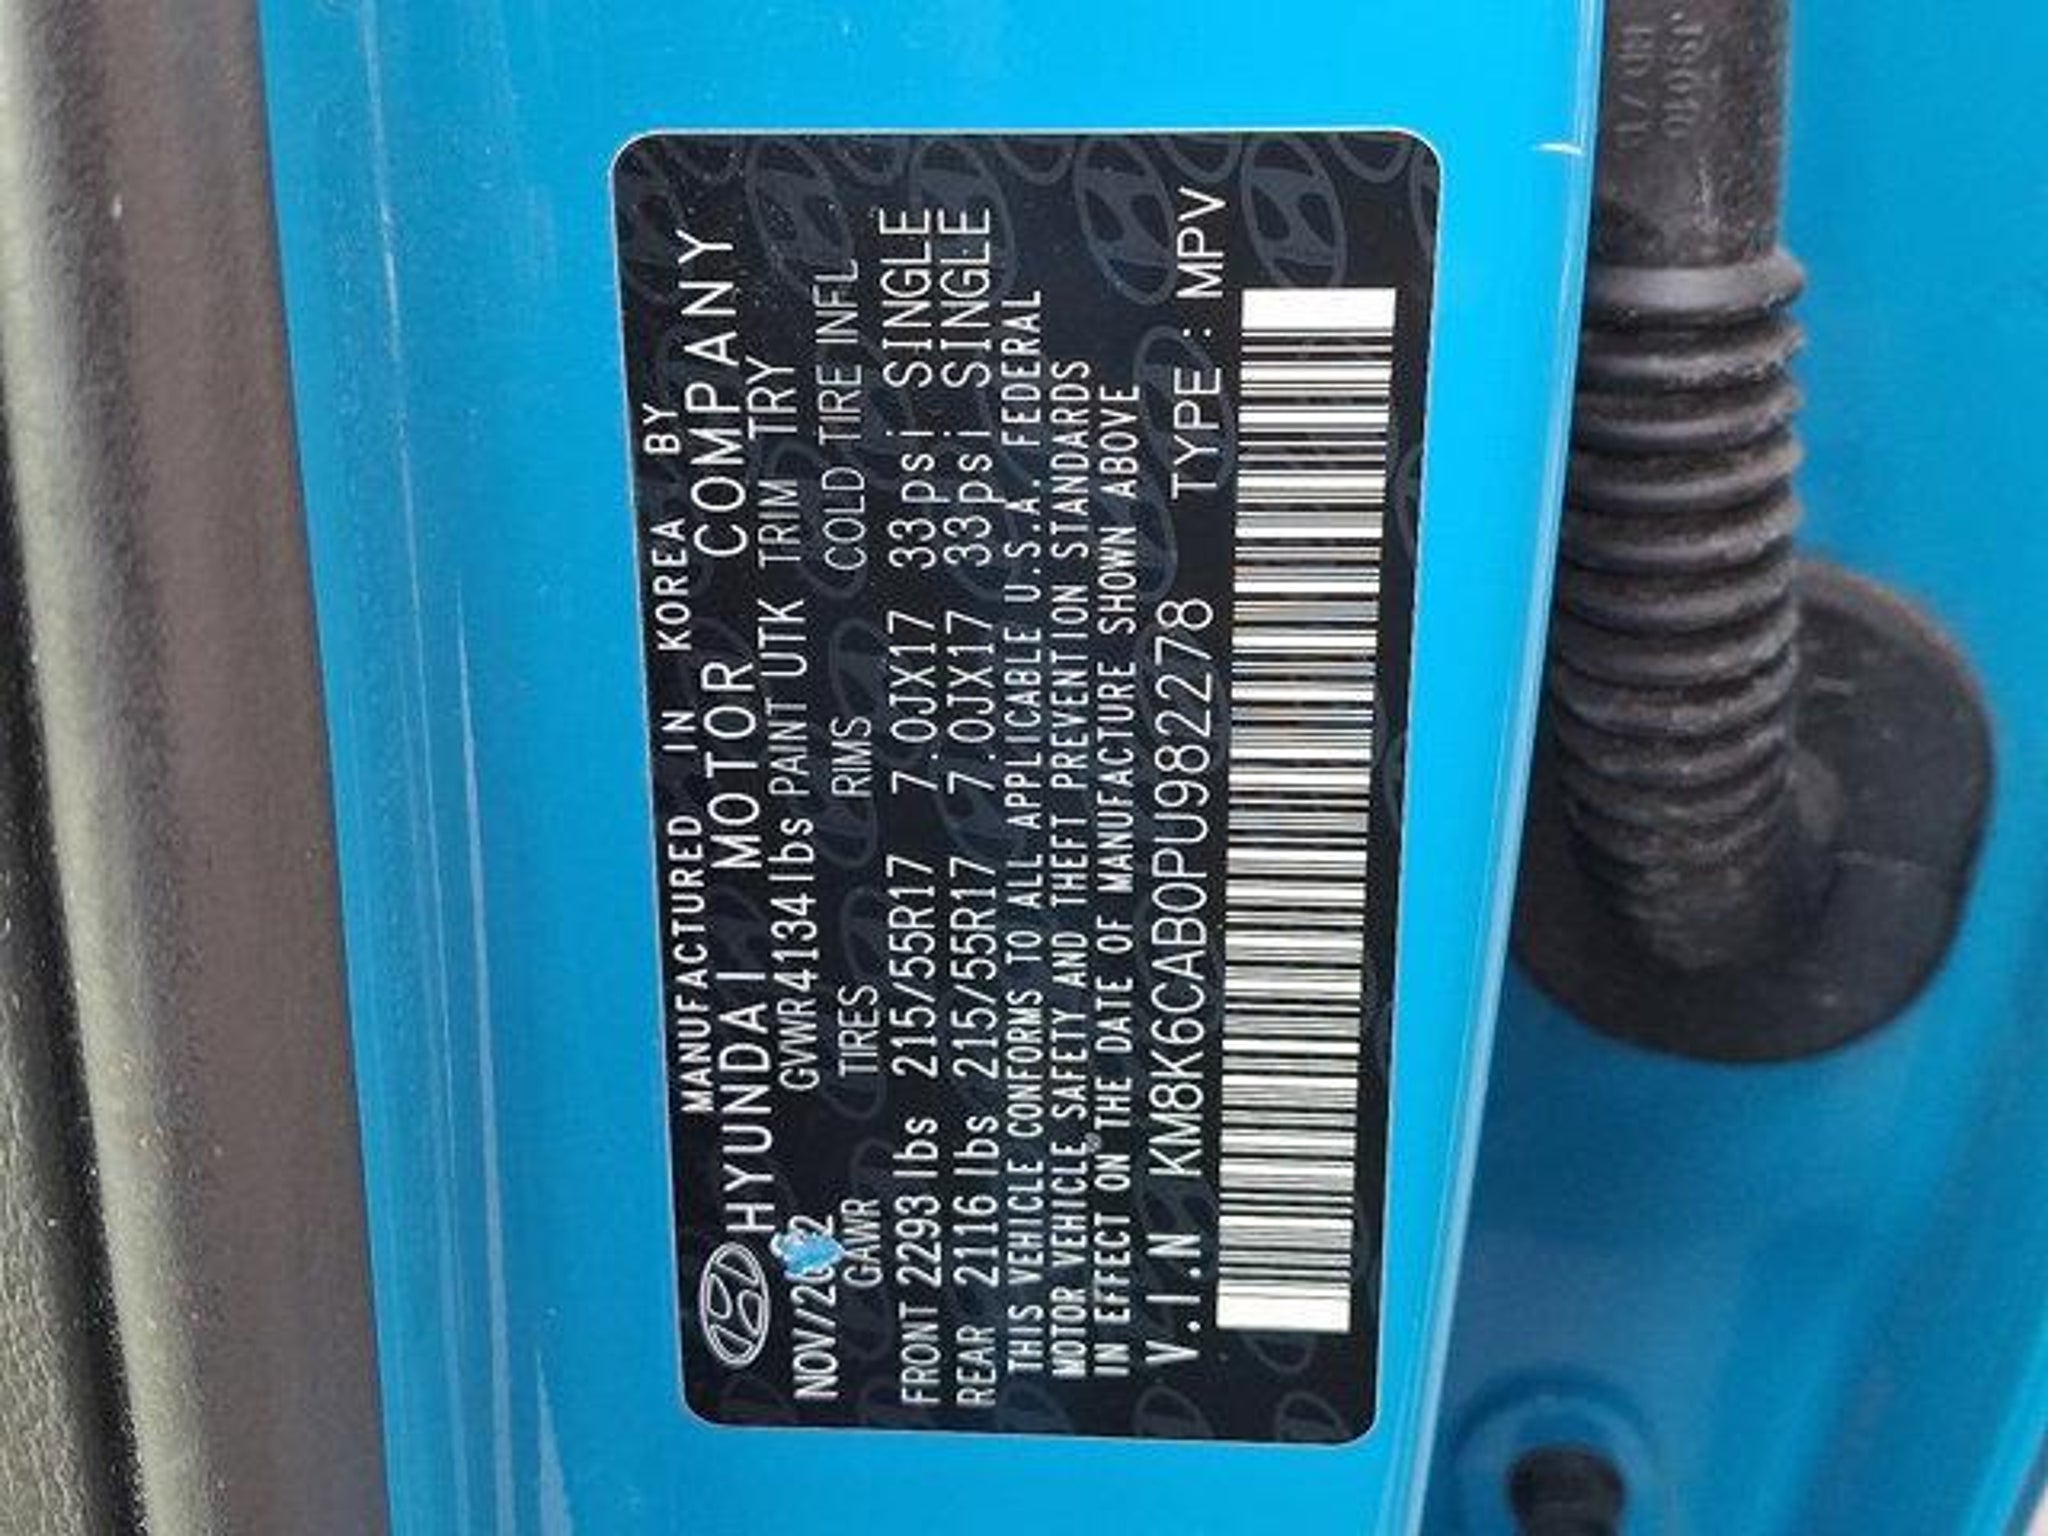 MANUFACTURED IN KOREA BY
HYUNDAI MOTOR COMPANY
GVWR 4134 lbs PAINT UTK TRIM TRY
GAWR TIRES RIMS COLD TIRE INFL
FRONT 2293 lbs 215/55R17 7.0JX17 33psi SINGLE
REAR 2116 lbs 215/55R17 7.0JX17 33psi SINGLE
THIS VEHICLE CONFORMS TO ALL APPLICABLE U.S.A. FEDERAL
MOTOR VEHICLE SAFETY AND THEFT PREVENTION STANDARDS
IN EFFECT ON THE DATE OF MANUFACTURE SHOWN ABOVE
V.I.N KM8K6CAB0PU982278 TYPE : MPV